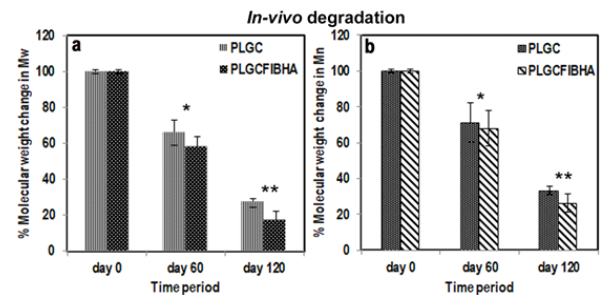 In-vivo degradation
a
PLGC
PLGCFIBHA
% Molecular weight change in Mw
120
100
80
60
40
20
0
*
**
day 0
day 60
day 120
Time period
b
PLGC
PLGCFIBHA
% Molecular weight change in Mn
120
100
80
60
40
20
0
*
**
day 0
day 60
day 120
Time period